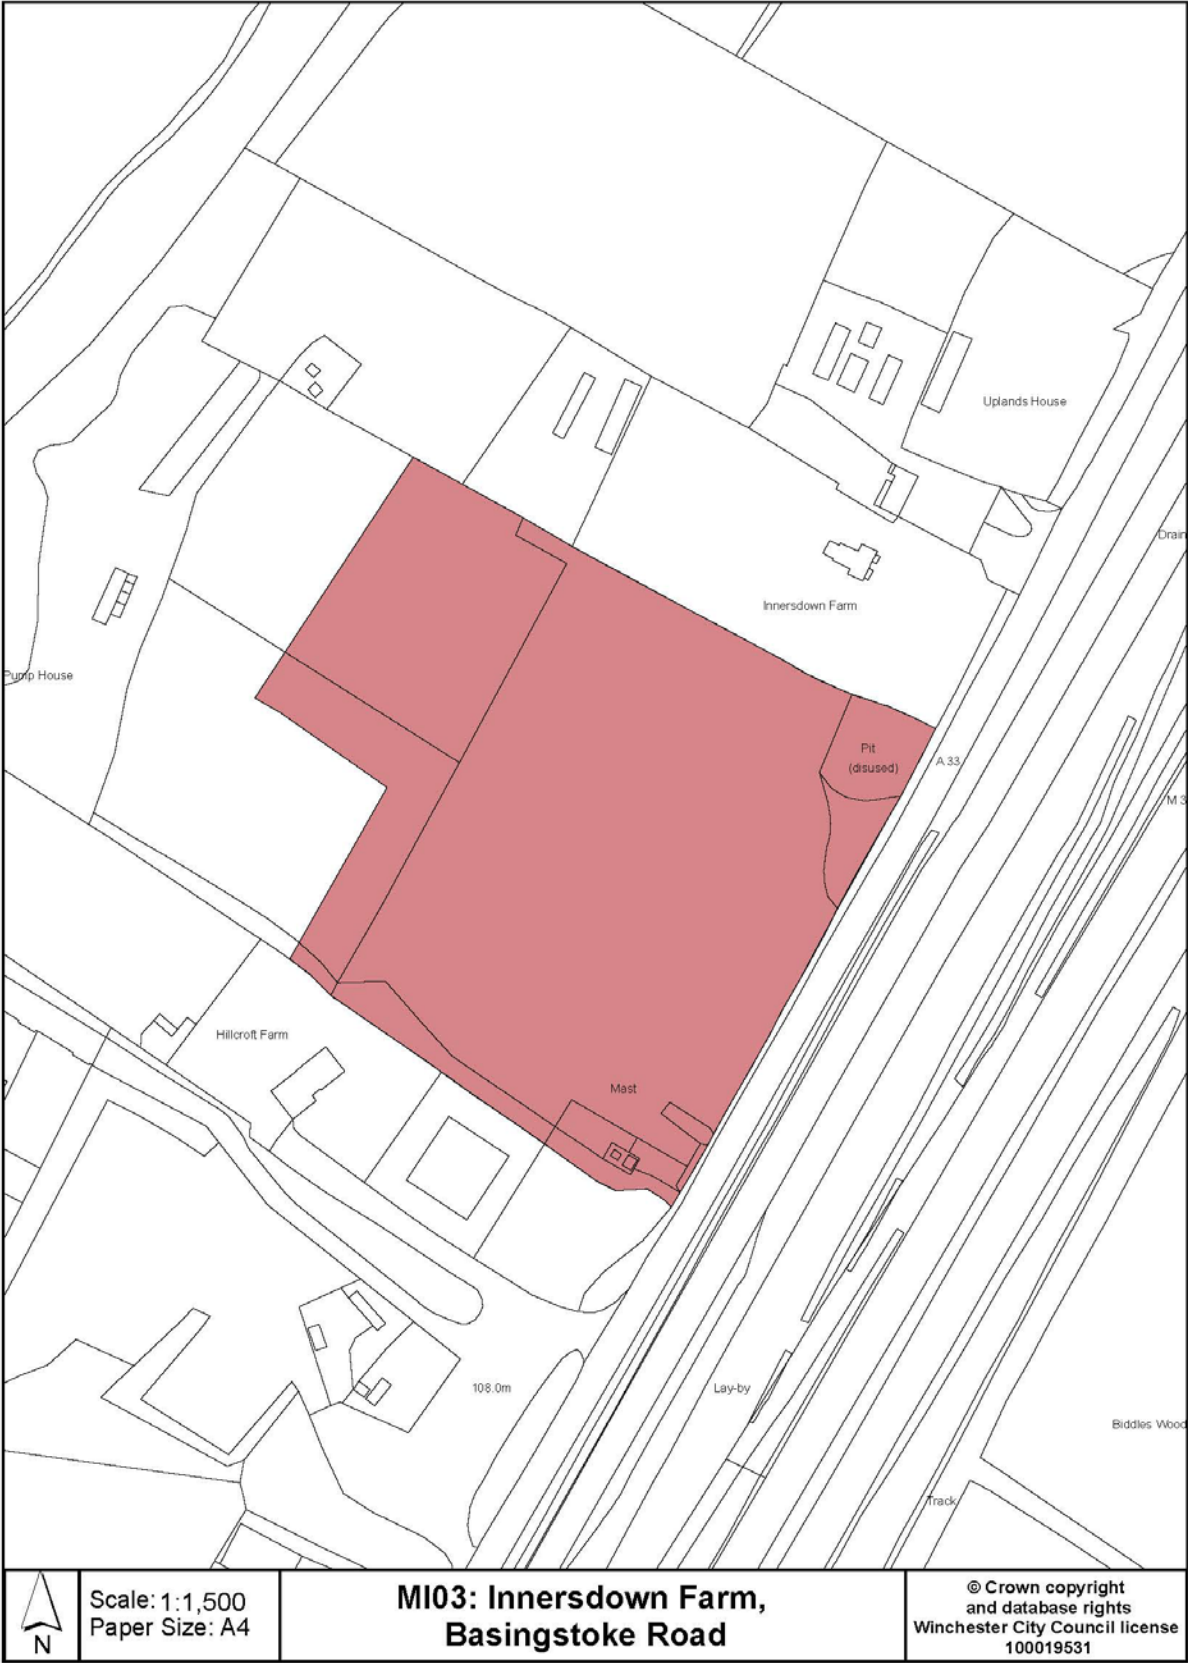 Uplands House
Drain
Innersdown Farm
Pump House
Pit
(disused)
A 33
M 3
Hillcroft Farm
Mast
108.0m
Lay-by
Biddles Wood
Track
N
Scale: 1:1,500
Paper Size: A4
MI03: Innersdown Farm,
Basingstoke Road
© Crown copyright
and database rights
Winchester City Council license
100019531